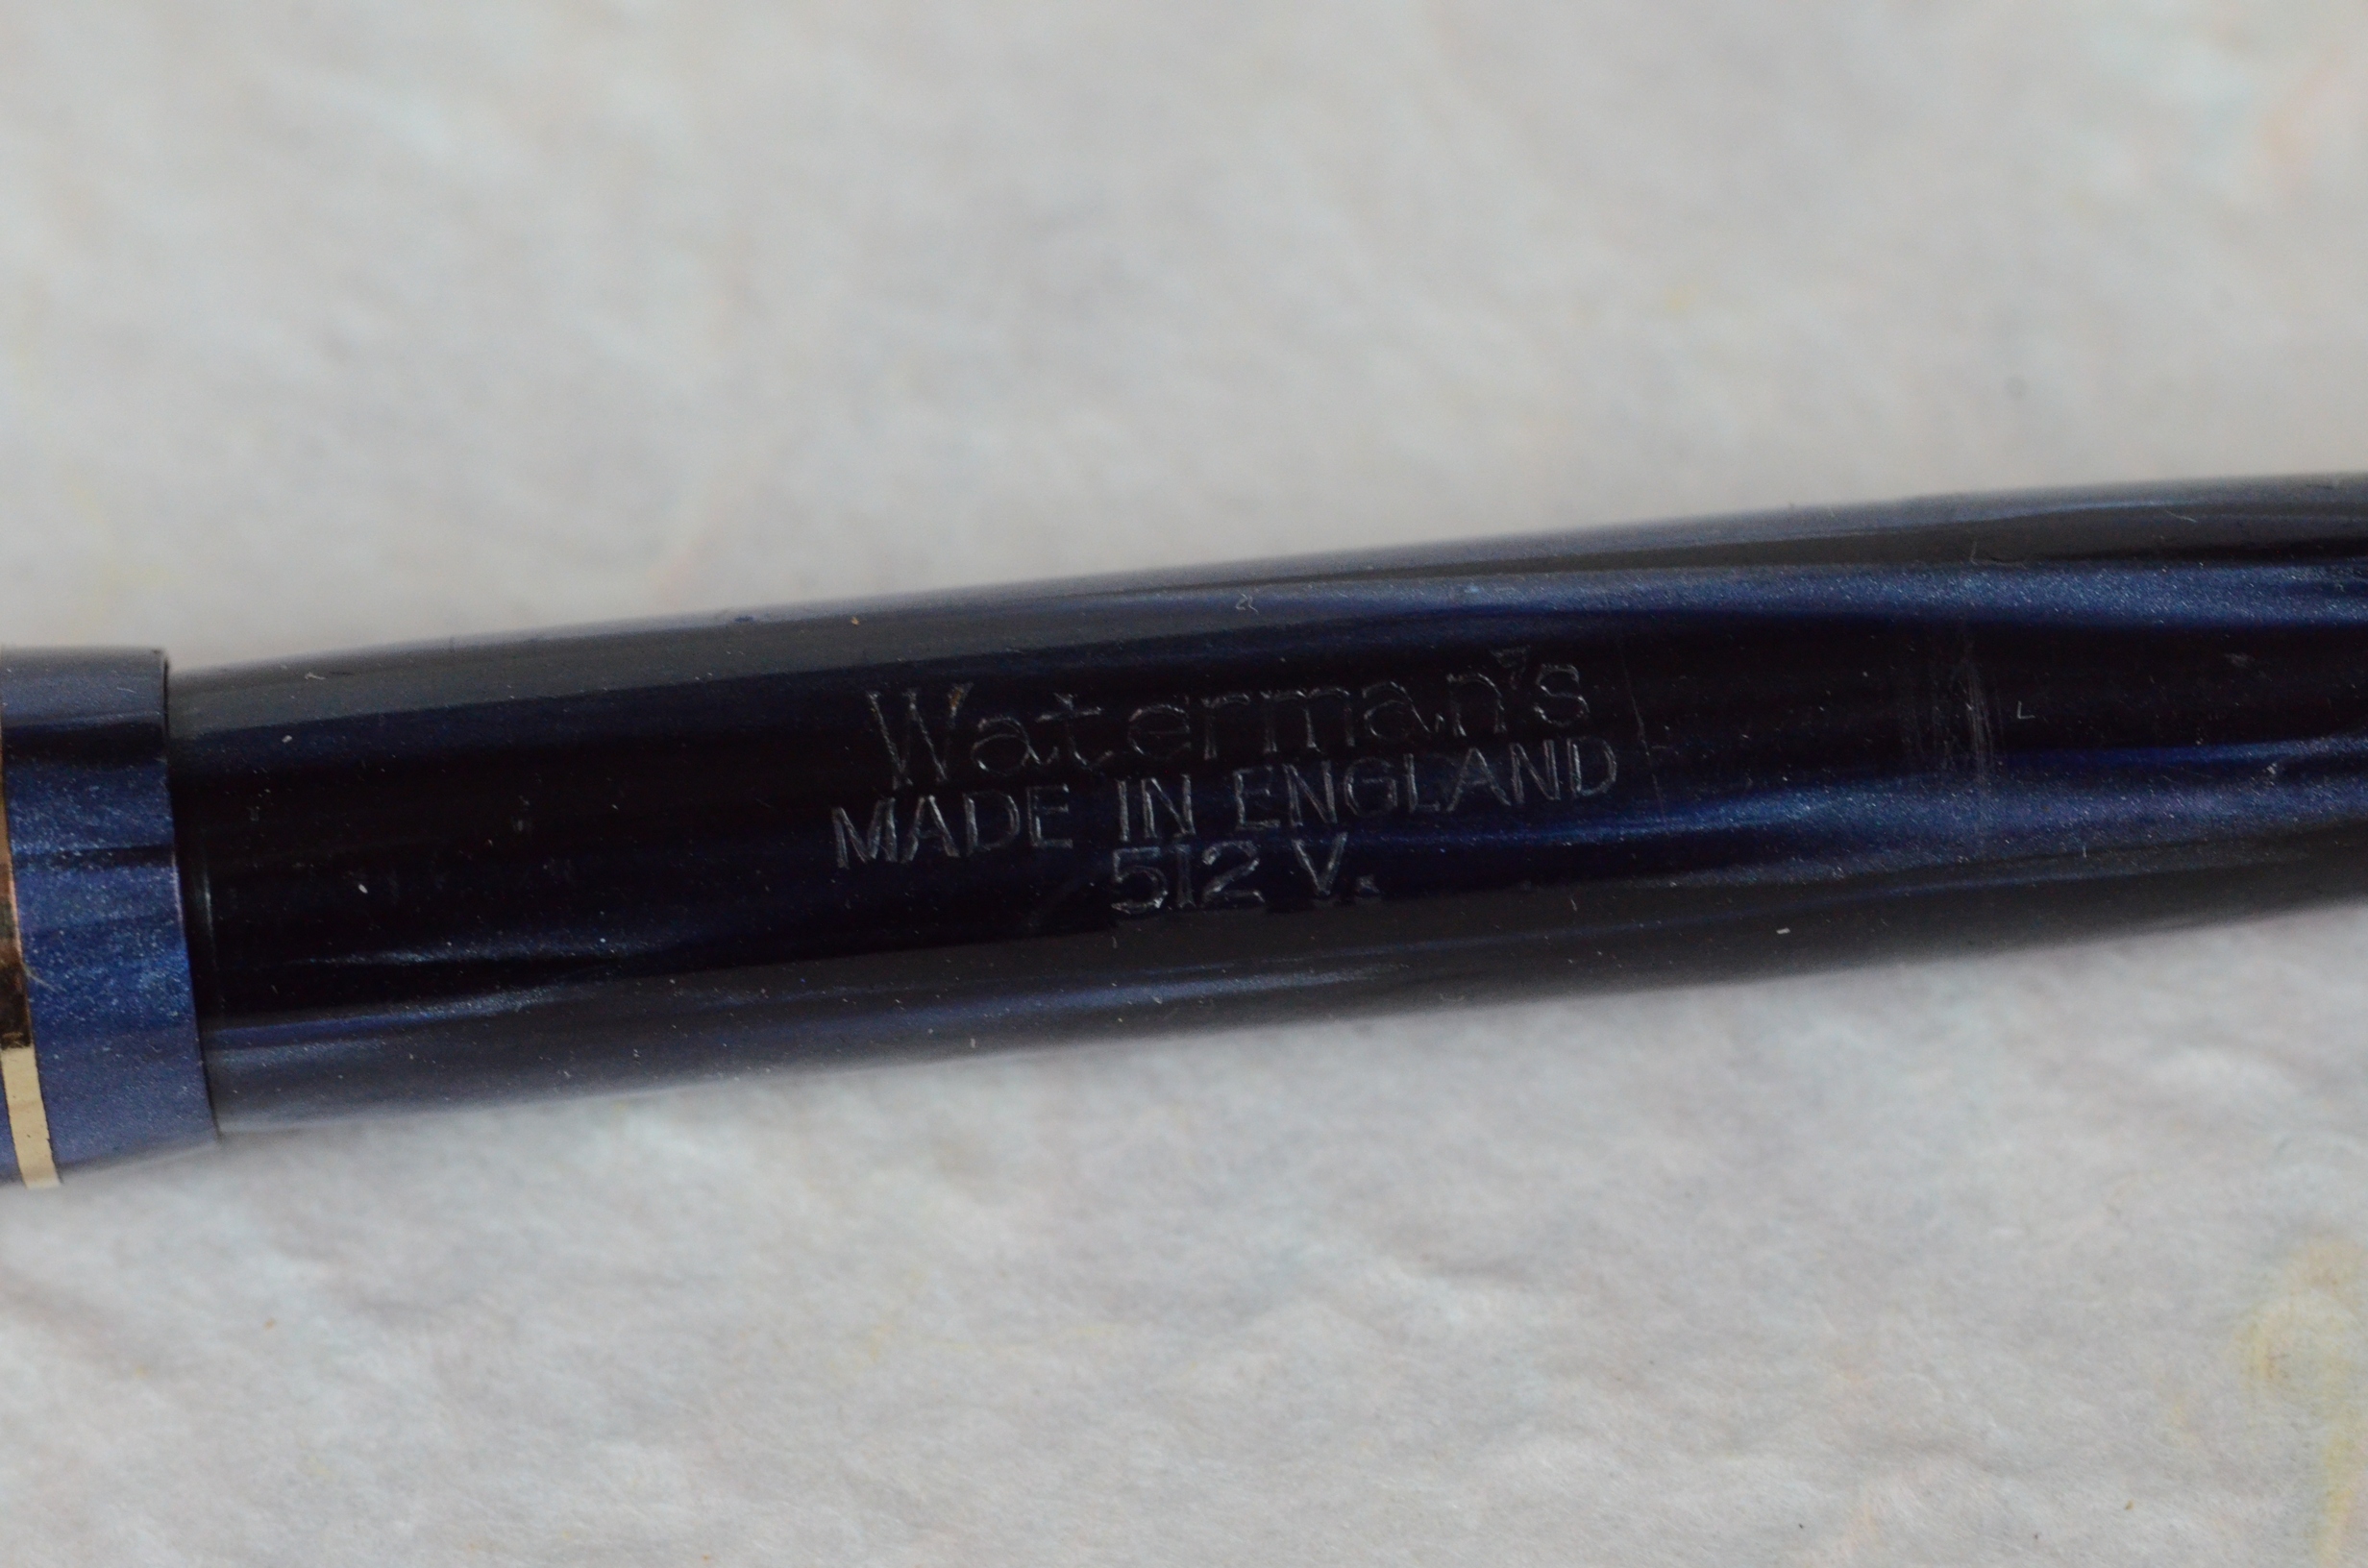 Waterman's
MADE IN ENGLAND
512 V.